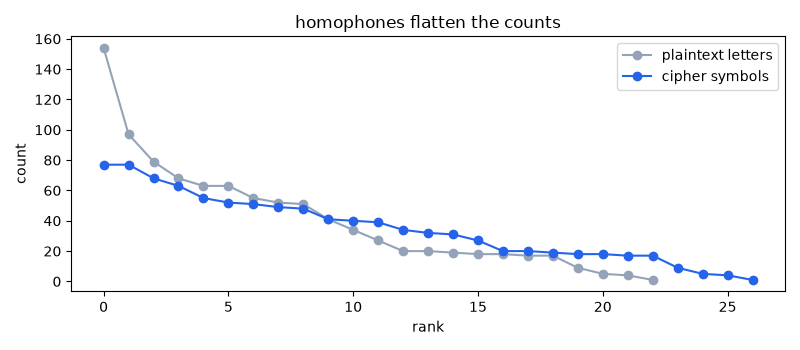 homophones flatten the counts
plaintext letters
cipher symbols
160
140
120
100
80
60
40
20
0
count
0 5 10 15 20 25
rank